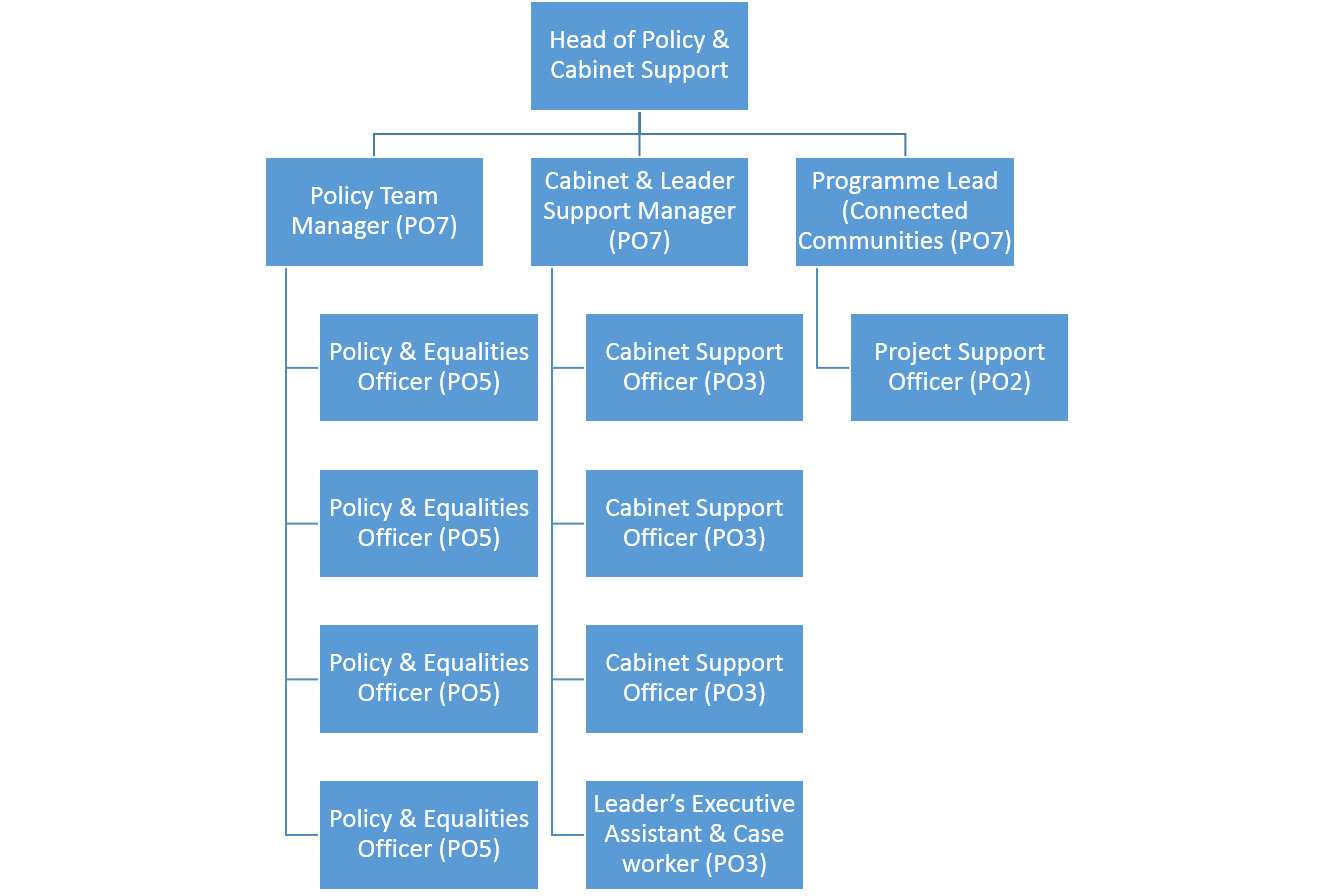 Head of Policy &
Cabinet Support
Policy Team
Manager (PO7)
Cabinet & Leader
Support Manager
(PO7)
Programme Lead
(Connected
Communities (PO7)
Policy & Equalities
Officer (PO5)
Policy & Equalities
Officer (PO5)
Policy & Equalities
Officer (PO5)
Policy & Equalities
Officer (PO5)
Cabinet Support
Officer (PO3)
Cabinet Support
Officer (PO3)
Cabinet Support
Officer (PO3)
Leader’s Executive
Assistant & Case
worker (PO3)
Project Support
Officer (PO2)